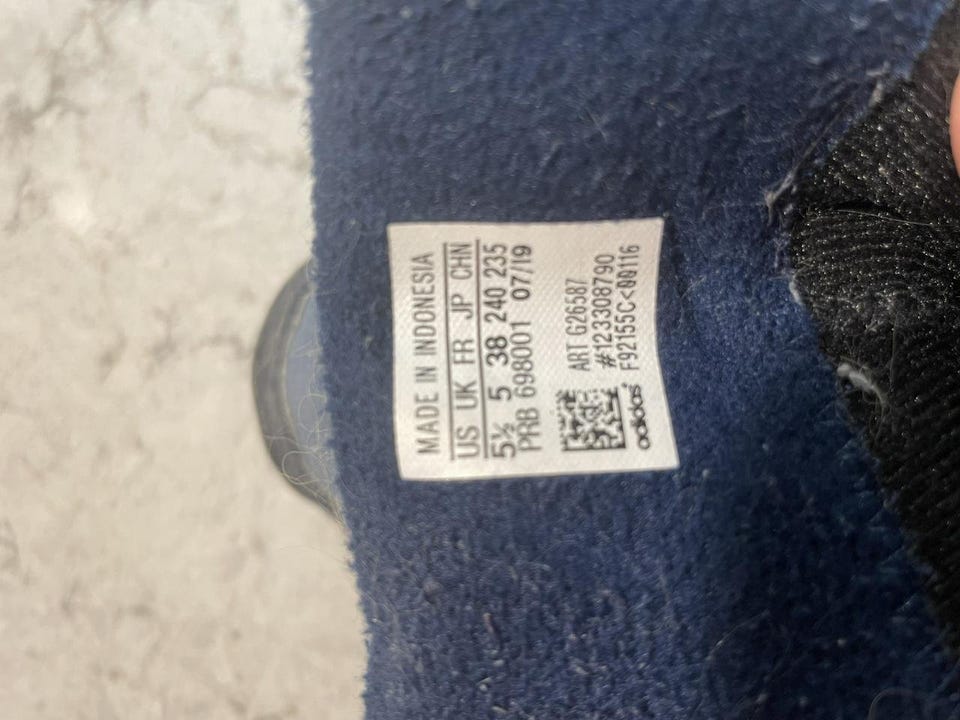 MADE IN INDONESIA
US UK FR JP CHN
5½ 5 38 240 235
PRB 698001 07/19
ART G26587
#1233308790
F92155C<00116
adidas